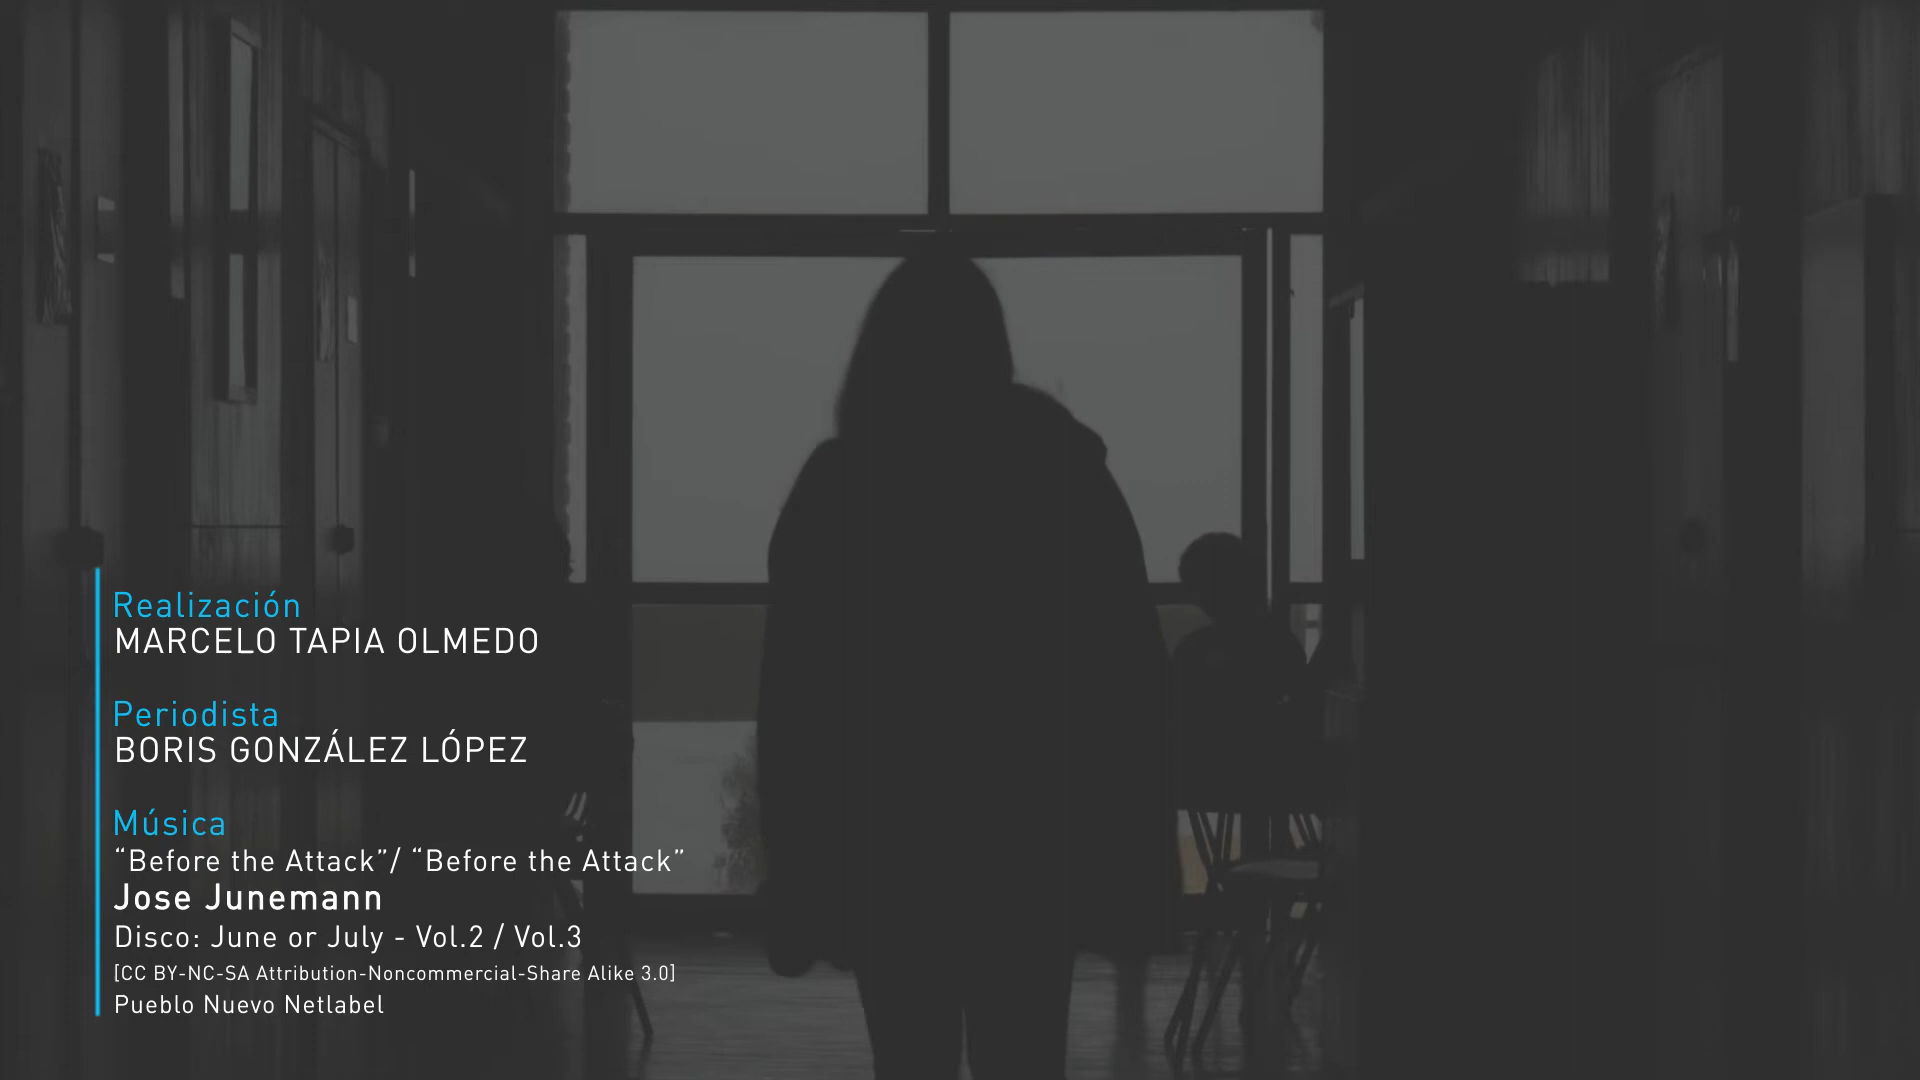 Realización
MARCELO TAPIA OLMEDO
Periodista
BORIS GONZÁLEZ LÓPEZ
Música
“Before the Attack”/ “Before the Attack”
Jose Junemann
Disco: June or July - Vol.2 / Vol.3
[CC BY-NC-SA Attribution-Noncommercial-Share Alike 3.0]
Pueblo Nuevo Netlabel